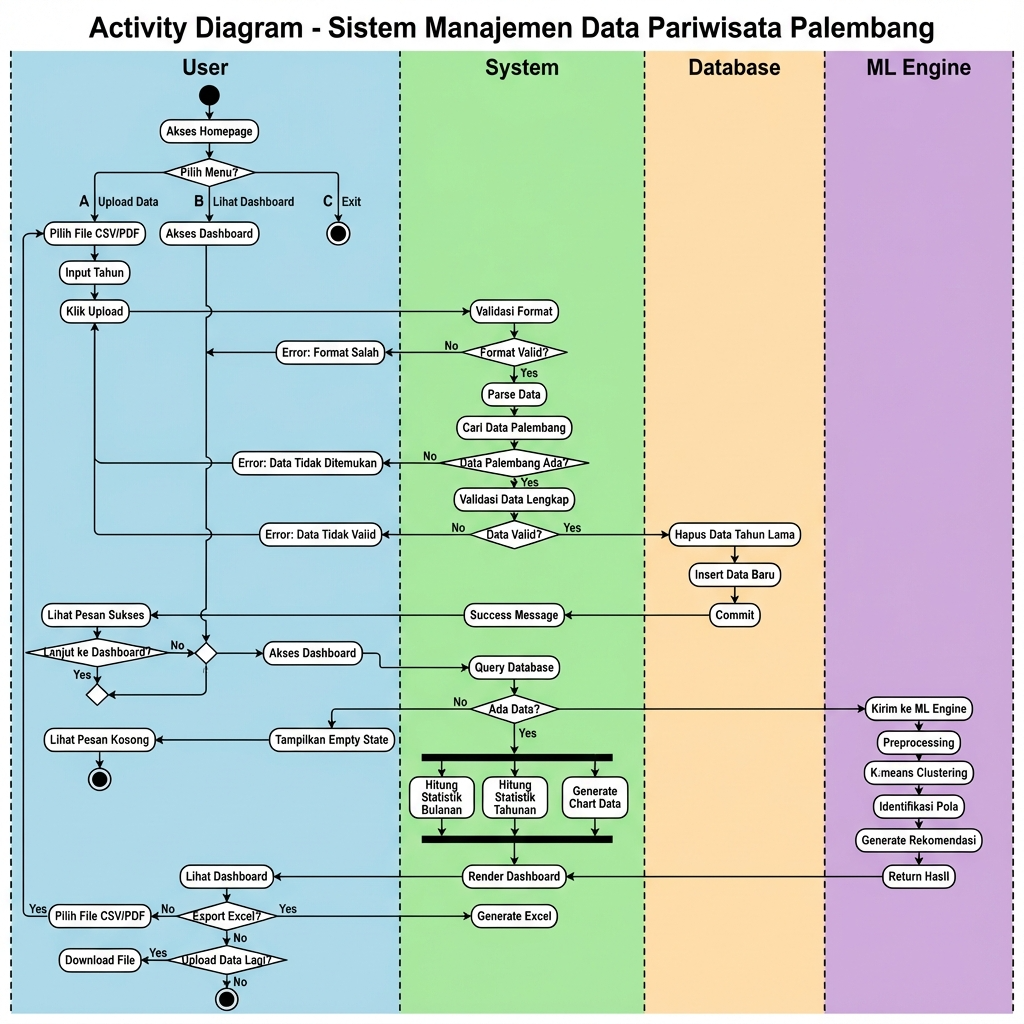 Activity Diagram - Sistem Manajemen Data Pariwisata Palembang
User
System
Database
ML Engine
Akses Homepage
Pilih Menu?
A Upload Data
B Lihat Dashboard
C Exit
PIlih File CSV/PDF
Akses Dashboard
Input Tahun
Klik Upload
Validasi Format
Error: Format Salah
No
Format Valid?
Yes
Parse Data
Cari Data Palembang
Error: Data Tidak Ditemukan
No
Data Palembang Ada?
Yes
Validasi Data Lengkap
Error: Data Tidak Valid
No
Data Valid?
Yes
Hapus Data Tahun Lama
Insert Data Baru
Lihat Pesan Sukses
Success Message
Commit
Lanjut ke Dashboard?
No
Akses Dashboard
Query Database
Yes
No
Ada Data?
Kirim ke ML Engine
Yes
Lihat Pesan Kosong
Tampilkan Empty State
Preprocessing
K-means Clustering
Hitung
Statistik
Bulanan
Hitung
Statistik
Tahunan
Generate
Chart Data
Identifikasi Pola
Generate Rekomendasi
Lihat Dashboard
Render Dashboard
Return HasIl
Yes
PIlih File CSV/PDF
No
Export Excel?
Yes
Generate Excel
No
Download File
Yes
Upload Data Lagi?
No